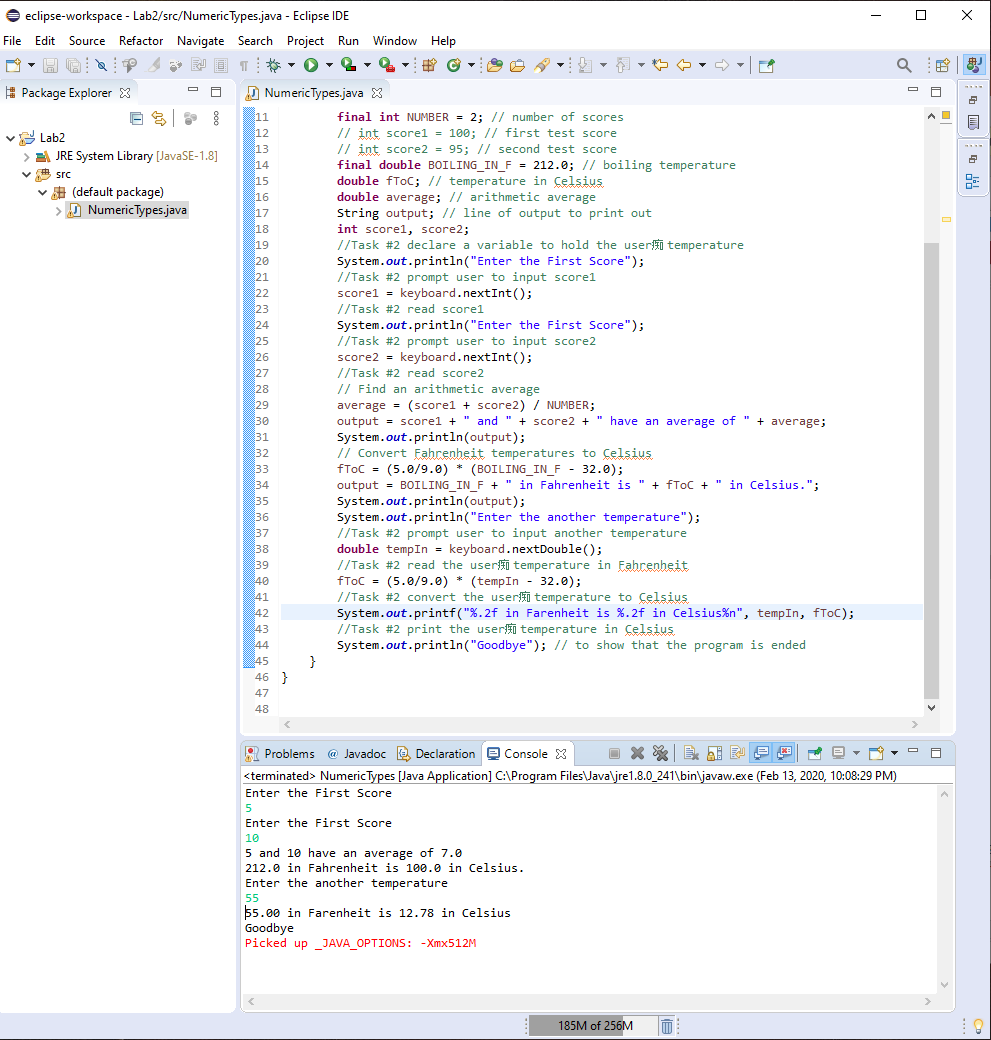 eclipse-workspace - Lab2/src/NumericTypes.java - Eclipse IDE
File Edit Source Refactor Navigate Search Project Run Window Help
Package Explorer
Lab2
JRE System Library [JavaSE-1.8]
src
(default package)
NumericTypes.java
NumericTypes.java
11 final int NUMBER = 2; // number of scores
12 // int score1 = 100; // first test score
13 // int score2 = 95; // second test score
14 final double BOILING_IN_F = 212.0; // boiling temperature
15 double fToC; // temperature in Celsius
16 double average; // arithmetic average
17 String output; // line of output to print out
18 int score1, score2;
19 //Task #2 declare a variable to hold the user痴 temperature
20 System.out.println("Enter the First Score");
21 //Task #2 prompt user to input score1
22 score1 = keyboard.nextInt();
23 //Task #2 read score1
24 System.out.println("Enter the First Score");
25 //Task #2 prompt user to input score2
26 score2 = keyboard.nextInt();
27 //Task #2 read score2
28 // Find an arithmetic average
29 average = (score1 + score2) / NUMBER;
30 output = score1 + " and " + score2 + " have an average of " + average;
31 System.out.println(output);
32 // Convert Fahrenheit temperatures to Celsius
33 fToC = (5.0/9.0) * (BOILING_IN_F - 32.0);
34 output = BOILING_IN_F + " in Fahrenheit is " + fToC + " in Celsius.";
35 System.out.println(output);
36 System.out.println("Enter the another temperature");
37 //Task #2 prompt user to input another temperature
38 double tempIn = keyboard.nextDouble();
39 //Task #2 read the user痴 temperature in Fahrenheit
40 fToC = (5.0/9.0) * (tempIn - 32.0);
41 //Task #2 convert the user痴 temperature to Celsius
42 System.out.printf("%.2f in Farenheit is %.2f in Celsius%n", tempIn, fToC);
43 //Task #2 print the user痴 temperature in Celsius
44 System.out.println("Goodbye"); // to show that the program is ended
45 }
46 }
47
48
Problems @ Javadoc Declaration Console
<terminated> NumericTypes [Java Application] C:\Program Files\Java\jre1.8.0_241\bin\javaw.exe (Feb 13, 2020, 10:08:29 PM)
Enter the First Score
5
Enter the First Score
10
5 and 10 have an average of 7.0
212.0 in Fahrenheit is 100.0 in Celsius.
Enter the another temperature
55
55.00 in Farenheit is 12.78 in Celsius
Goodbye
Picked up _JAVA_OPTIONS: -Xmx512M
185M of 256M